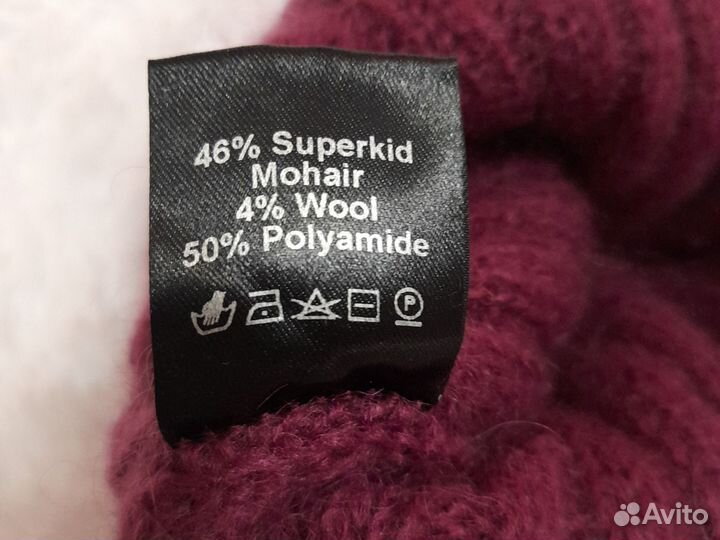 46% Superkid
Mohair
4% Wool
50% Polyamide
P
Avito